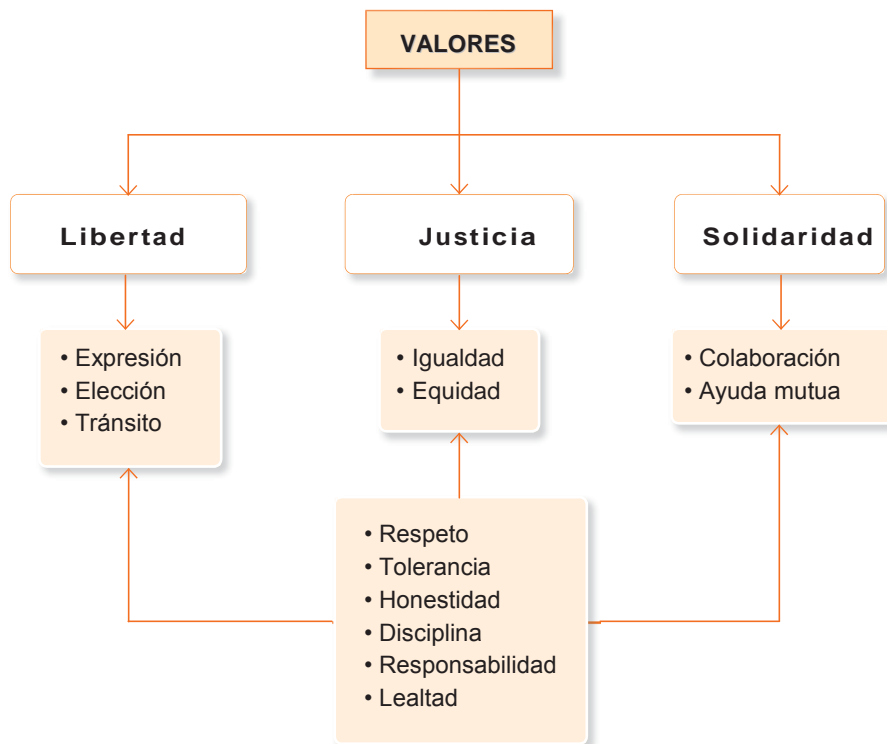 VALORES
Libertad
Justicia
Solidaridad
• Expresión
• Elección
• Tránsito
• Igualdad
• Equidad
• Colaboración
• Ayuda mutua
• Respeto
• Tolerancia
• Honestidad
• Disciplina
• Responsabilidad
• Lealtad